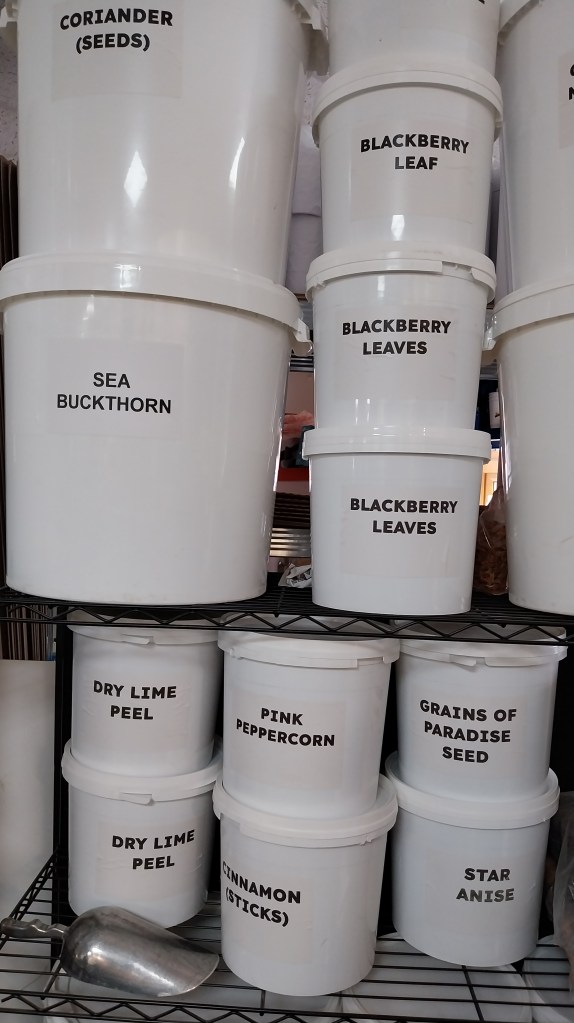 CORIANDER
(SEEDS)
BLACKBERRY
LEAF
BLACKBERRY
LEAVES
SEA
BUCKTHORN
BLACKBERRY
LEAVES
DRY LIME
PEEL
PINK
PEPPERCORN
GRAINS OF
PARADISE
SEED
DRY LIME
PEEL
CINNAMON
(STICKS)
STAR
ANISE